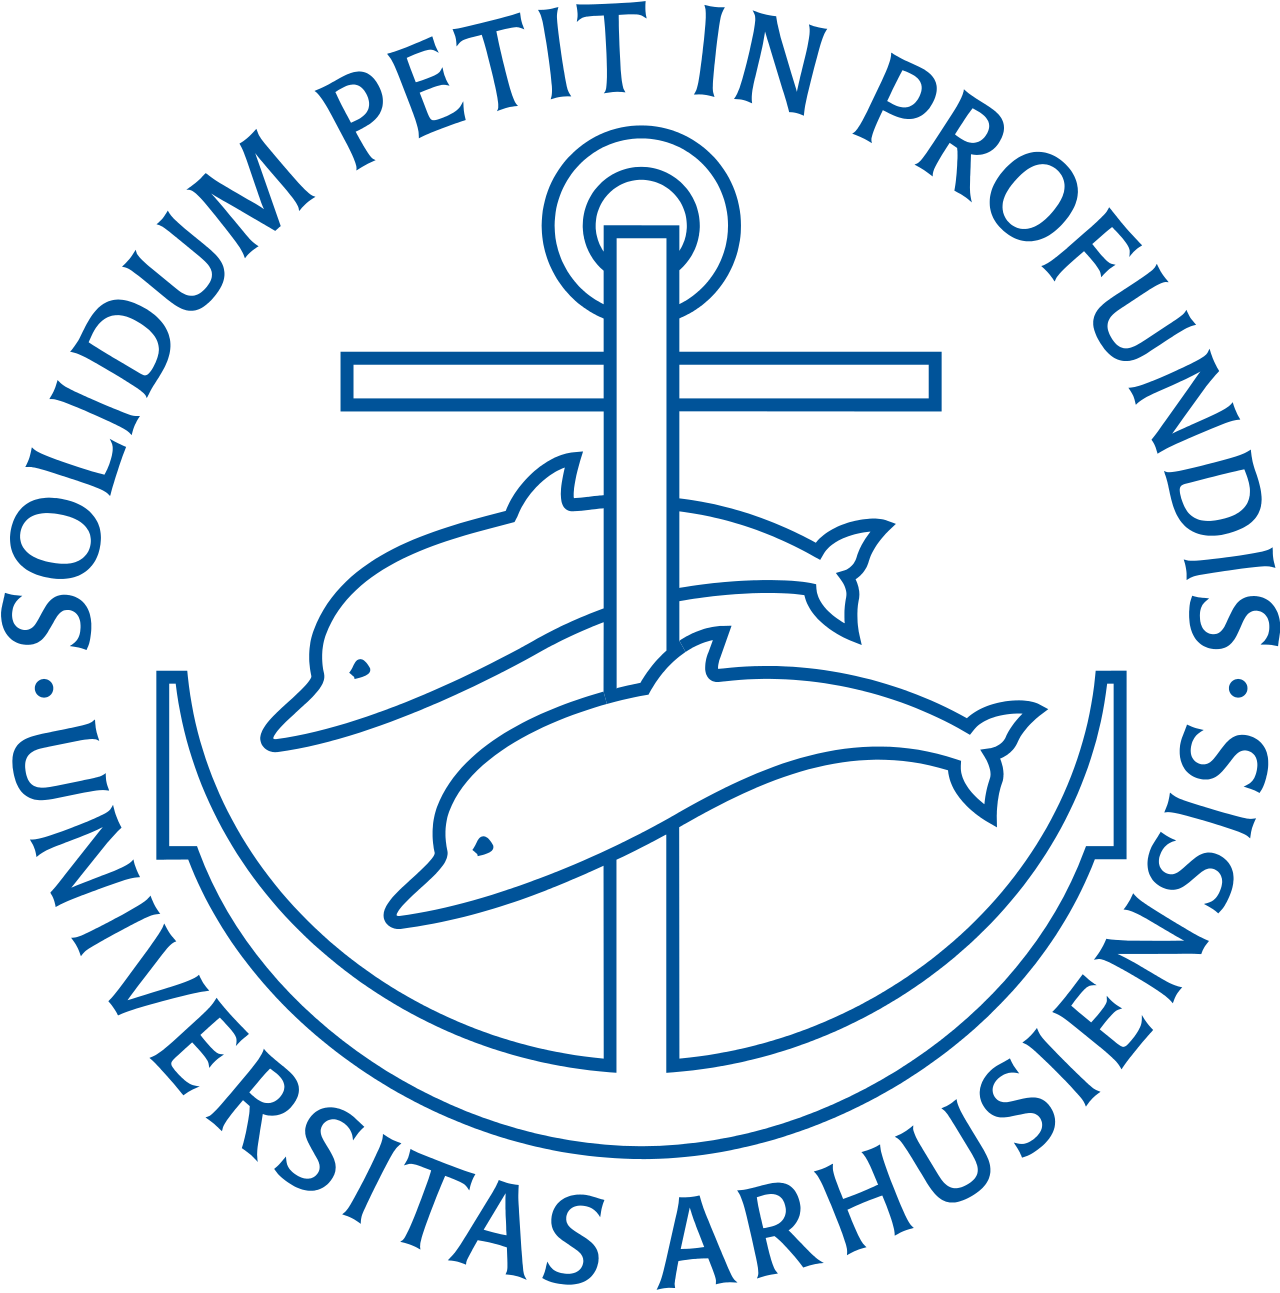 SOLIDUM PETIT IN PROFUNDIS
UNIVERSITAS ARHUSIENSIS